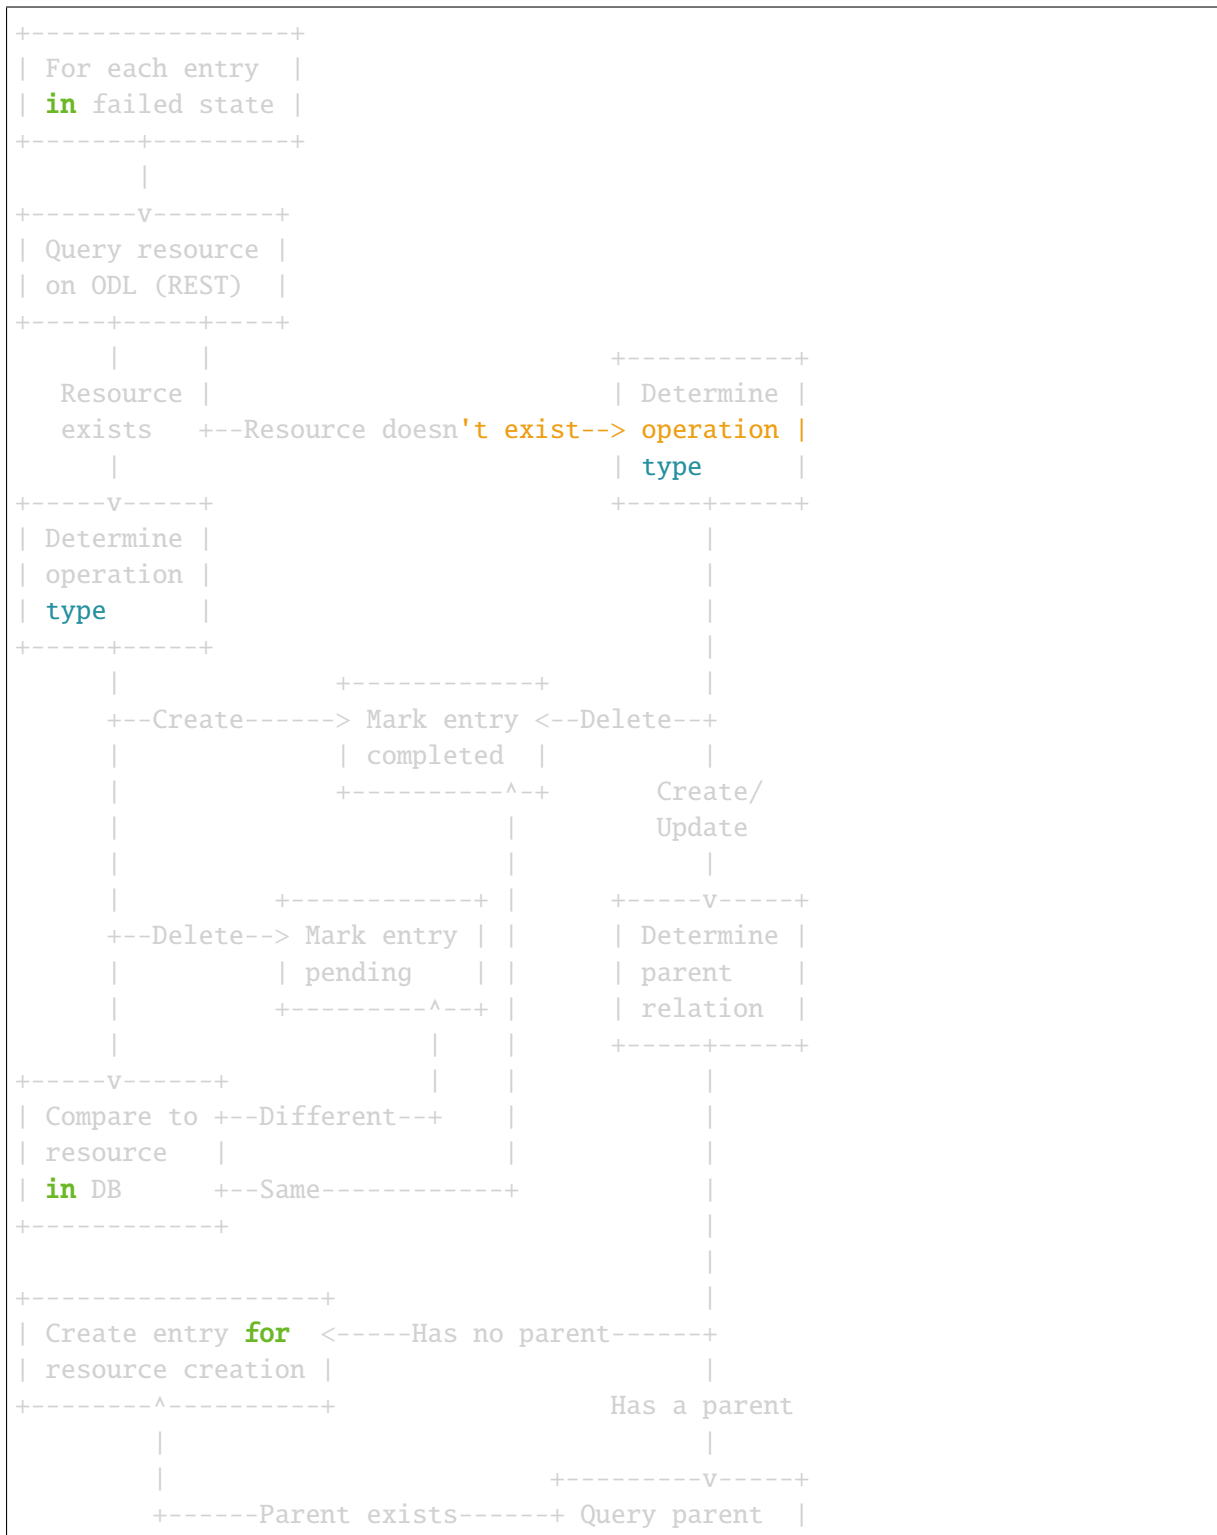 +-----------------+
| For each entry  |
| in failed state |
+-------+---------+
        |
+-------v--------+
| Query resource |
| on ODL (REST)  |
+-----+-----+----+
      |     |                          +-----------+
   Resource |                          | Determine |
   exists   +--Resource doesn't exist--> operation |
      |                                | type      |
+-----v-----+                          +-----+-----+
| Determine |                                |
| operation |                                |
| type      |                                |
+-----+-----+                                |
      |              +------------+          |
      +--Create------> Mark entry <--Delete--+
      |              | completed  |          |
      |              +----------^-+       Create/
      |                         |         Update
      |                         |            |
      |          +------------+ |      +-----v-----+
      +--Delete--> Mark entry | |      | Determine |
      |          | pending    | |      | parent    |
      |          +---------^--+ |      | relation  |
      |                    |    |      +-----+-----+
+-----v------+             |    |            |
| Compare to +--Different--+    |            |
| resource   |                  |            |
| in DB      +--Same------------+            |
+------------+                               |
                                             |
+-------------------+                        |
| Create entry for  <-----Has no parent------+
| resource creation |                        |
+---------^---------+                  Has a parent
         |                                   |
         |                         +---------v-----+
         +------Parent exists------+ Query parent  |